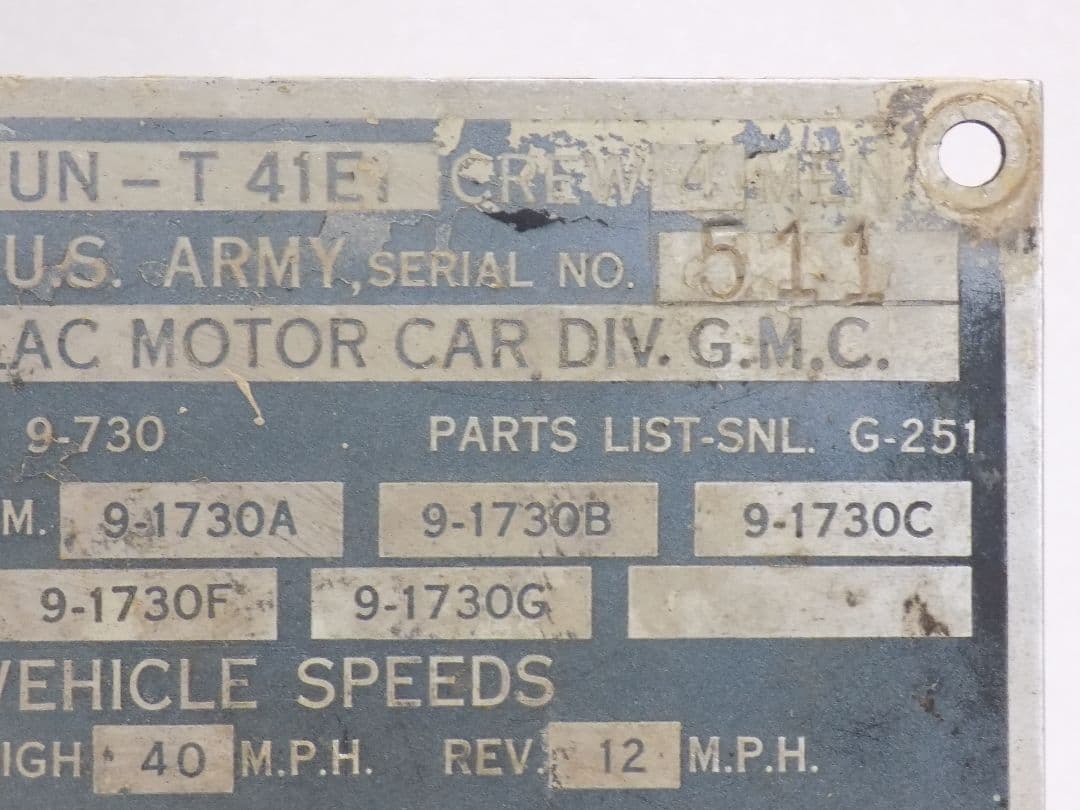 UN - T 41E1 CREW 4 MEN
U.S. ARMY, SERIAL NO. 511
LAC MOTOR CAR DIV. G.M.C.
9-730 PARTS LIST-SNL. G-251
M. 9-1730A 9-1730B 9-1730C
9-1730F 9-1730G
VEHICLE SPEEDS
IGH 40 M.P.H. REV. 12 M.P.H.